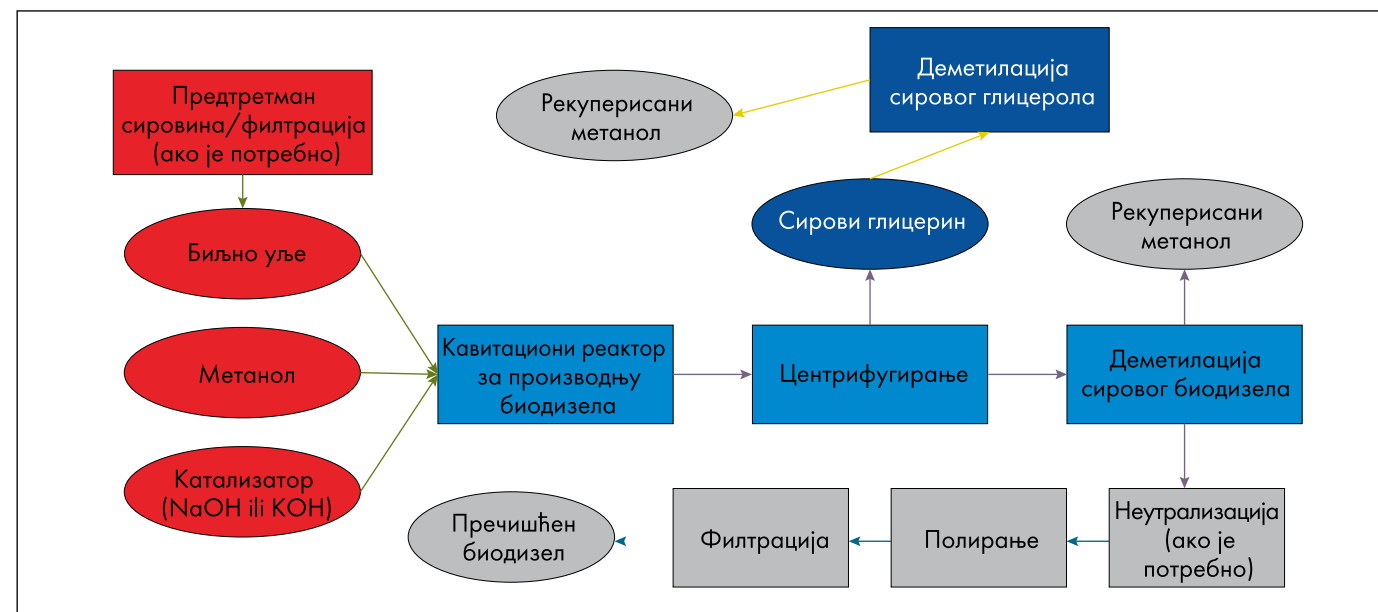 Предтретман
сировина/филтрација
(ако је потребно)
Рекуперисани
метанол
Деметилација
сировог глицерола
Биљно уље
Сирови глицерин
Рекуперисани
метанол
Метанол
Кавитациони реактор
за производњу
биодизела
Центрифугирање
Деметилација
сировог биодизела
Катализатор
(NaOH ili KOH)
Пречишћен
биодизел
Филтрација
Полирање
Неутрализација
(ако је
потребно)